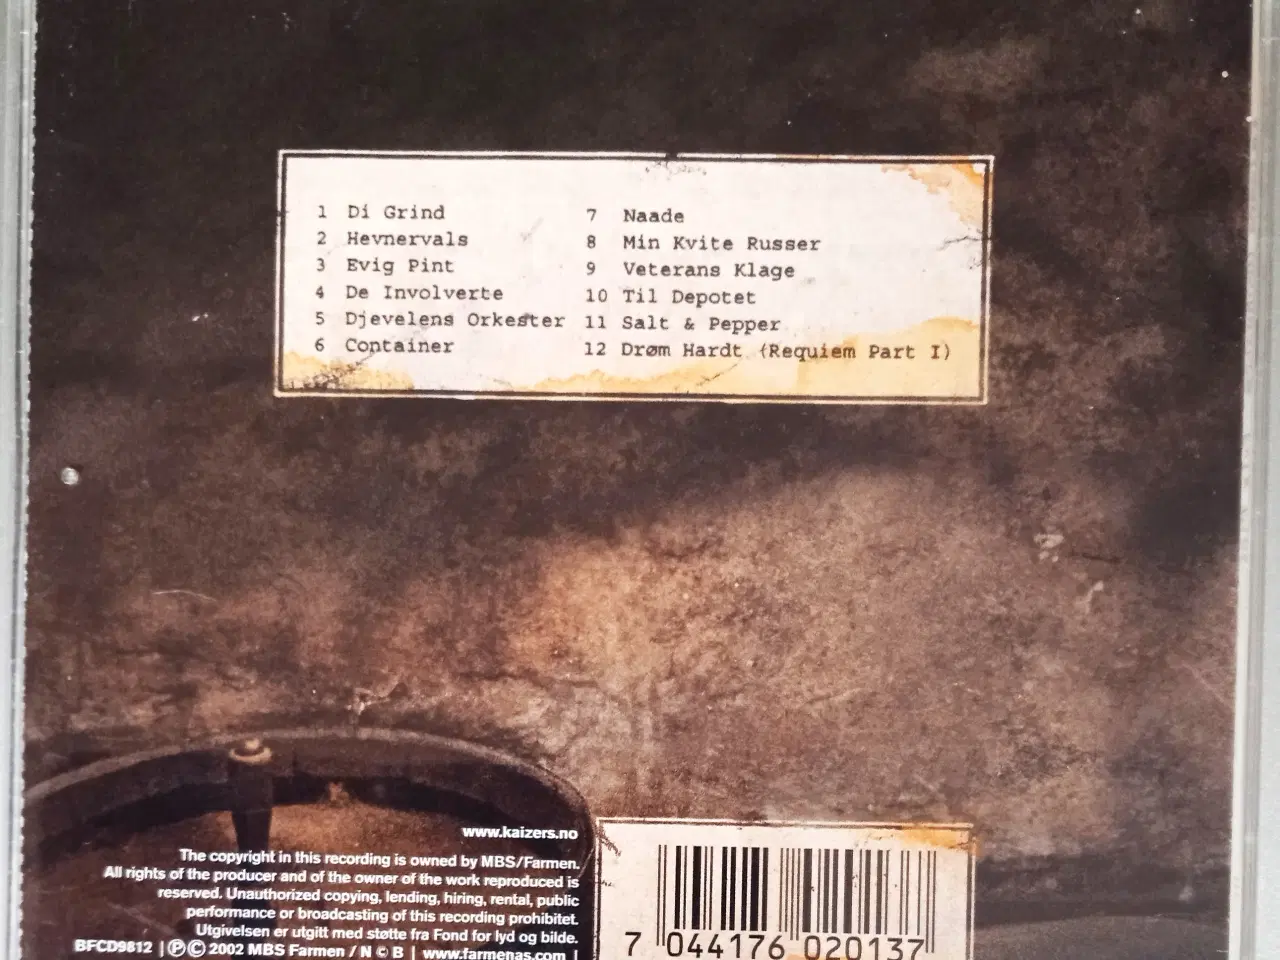 1 Di Grind
2 Hevnervals
3 Evig Pint
4 De Involverte
5 Djevelens Orkester
6 Container
7 Naade
8 Min Kvite Russer
9 Veterans Klage
10 Til Depotet
11 Salt & Pepper
12 Drøm Hardt (Requiem Part I)
www.kaizers.no
The copyright in this recording is owned by MBS/Farmen.
All rights of the producer and of the owner of the work reproduced is
reserved. Unauthorized copying, lending, hiring, rental, public
performance or broadcasting of this recording prohibitet.
Utgivelsen er utgitt med støtte fra Fond for lyd og bilde.
BFCD9812 | ℗© 2002 MBS Farmen / N © B | www.farmenas.com |
7 044176 020137